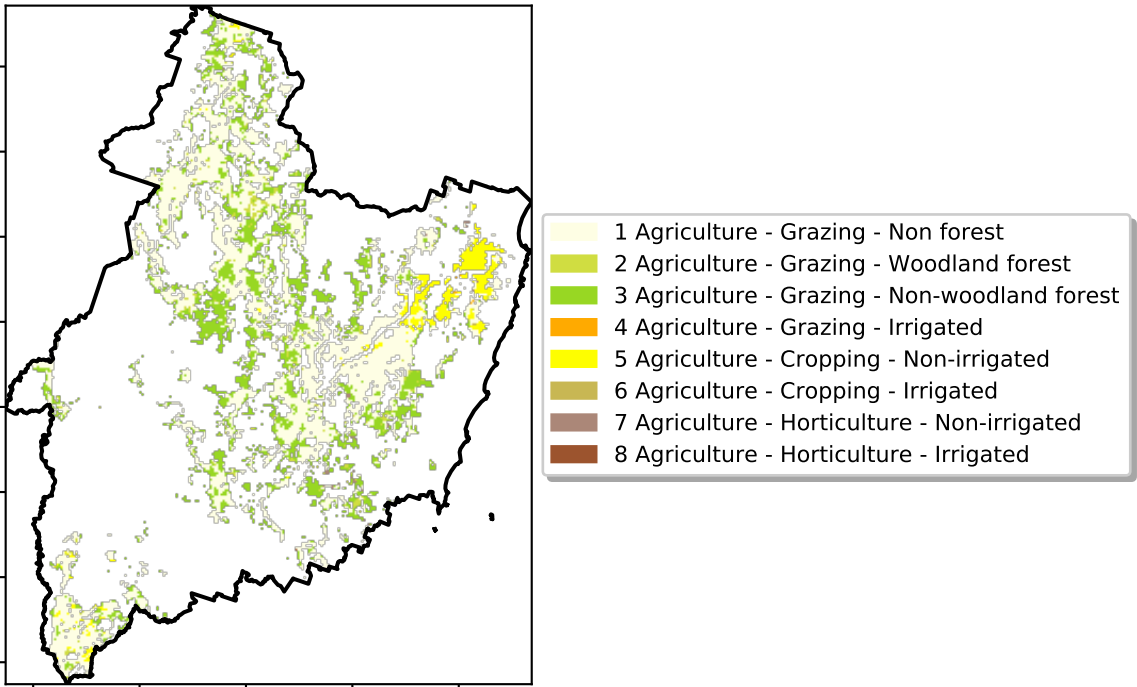 1 Agriculture - Grazing - Non forest
2 Agriculture - Grazing - Woodland forest
3 Agriculture - Grazing - Non-woodland forest
4 Agriculture - Grazing - Irrigated
5 Agriculture - Cropping - Non-irrigated
6 Agriculture - Cropping - Irrigated
7 Agriculture - Horticulture - Non-irrigated
8 Agriculture - Horticulture - Irrigated